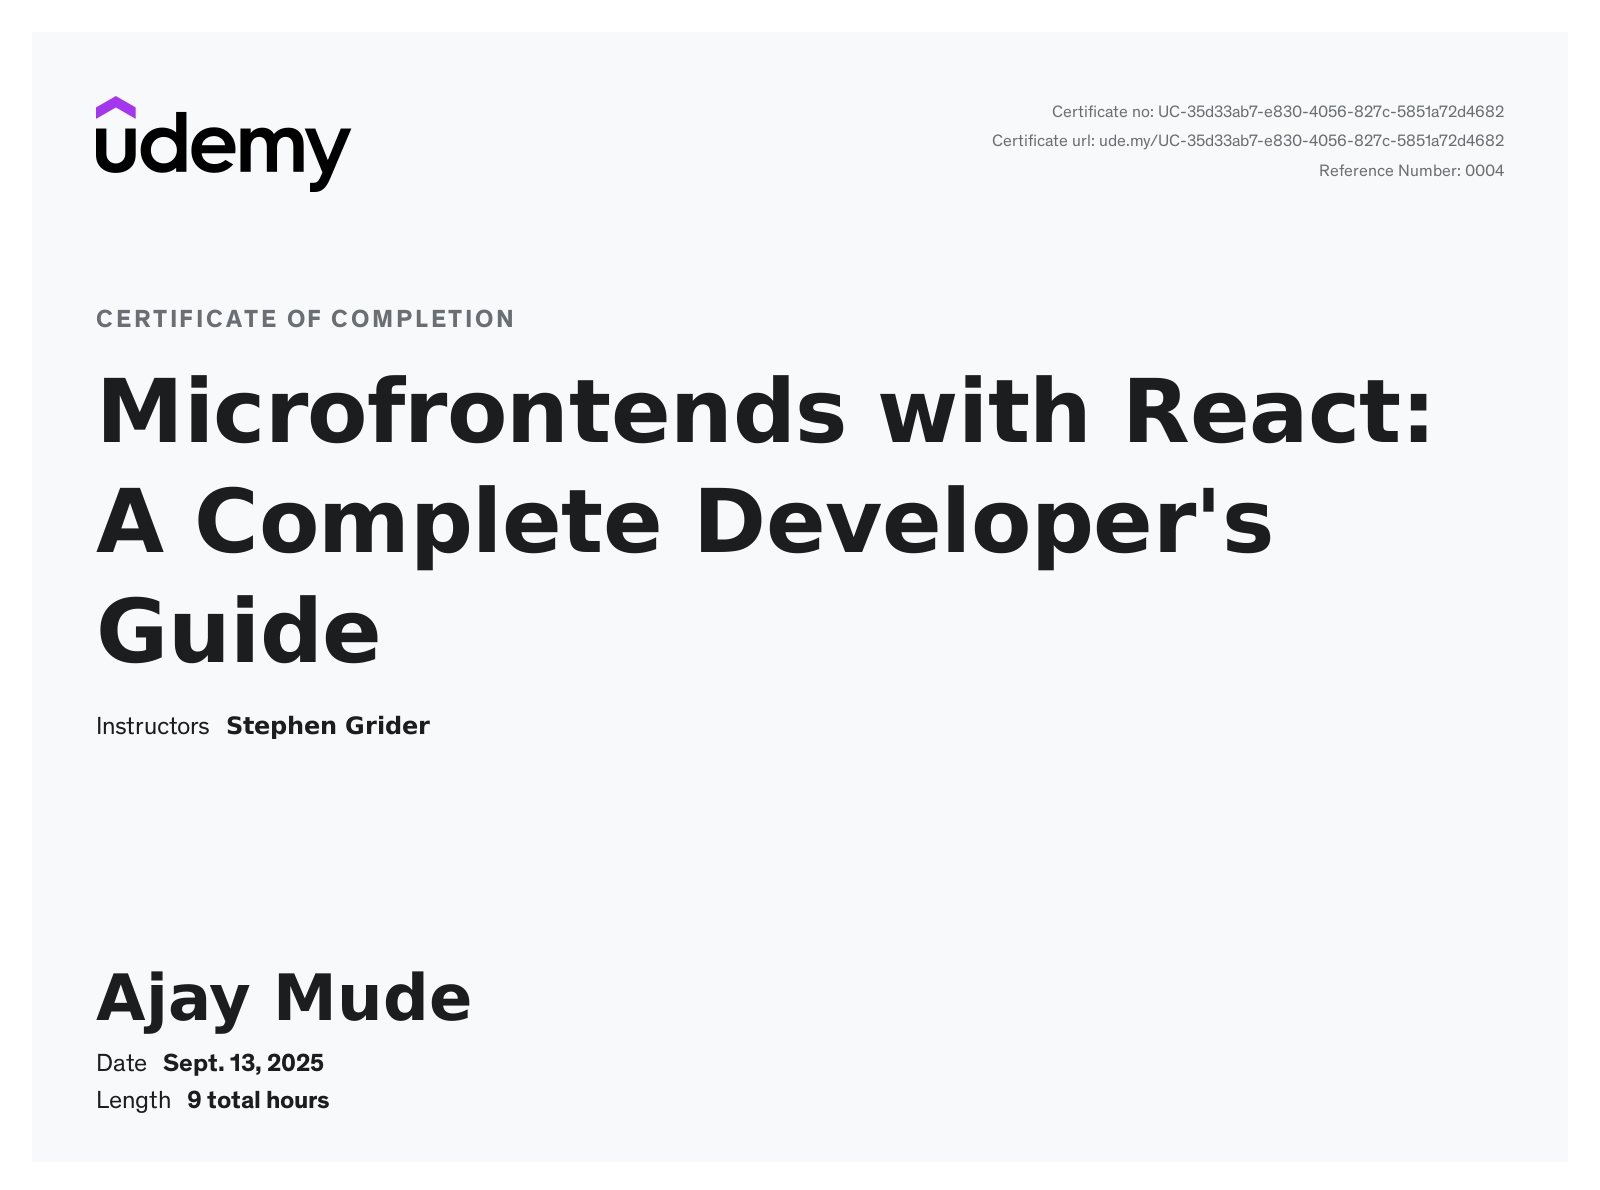 udemy
Certificate no: UC-35d33ab7-e830-4056-827c-5851a72d4682
Certificate url: ude.my/UC-35d33ab7-e830-4056-827c-5851a72d4682
Reference Number: 0004
CERTIFICATE OF COMPLETION
Microfrontends with React:
A Complete Developer's
Guide
Instructors Stephen Grider
Ajay Mude
Date Sept. 13, 2025
Length 9 total hours